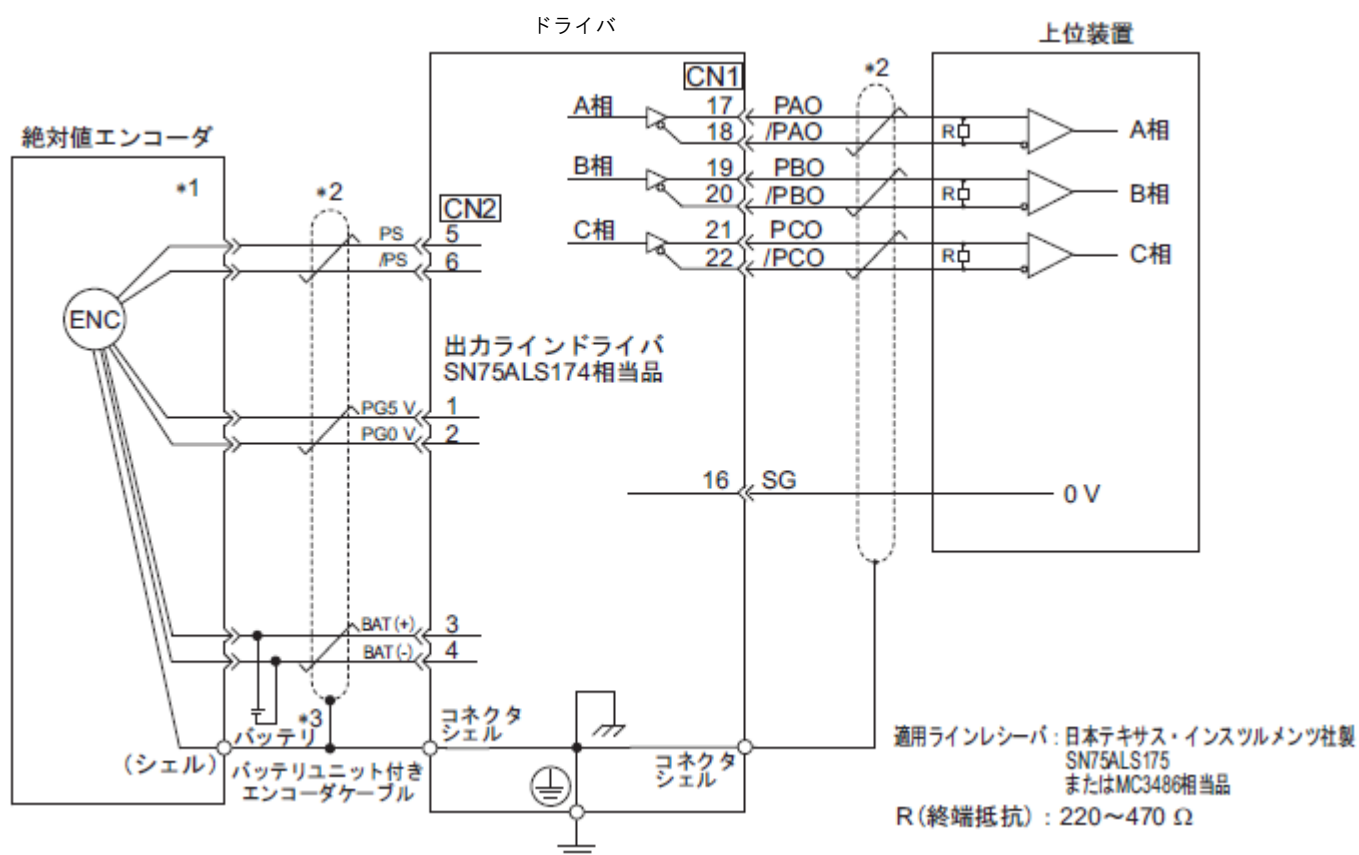 ドライバ
上位装置
絶対値エンコーダ
*1
*2
CN2
PS
5
/PS
6
ENC
PG5 V
1
PG0 V
2
BAT (+)
3
BAT (-)
4
*3
バッテリ
(シェル)
バッテリユニット付き
エンコーダケーブル
コネクタ
シェル
出力ラインドライバ
SN75ALS174相当品
CN1
*2
A相
17
PAO
18
/PAO
R
A相
B相
19
PBO
20
/PBO
R
B相
C相
21
PCO
22
/PCO
R
C相
16
SG
0 V
コネクタ
シェル
適用ラインレシーバ:日本テキサス・インスツルメンツ社製
SN75ALS175
またはMC3486相当品
R(終端抵抗):220~470 Ω